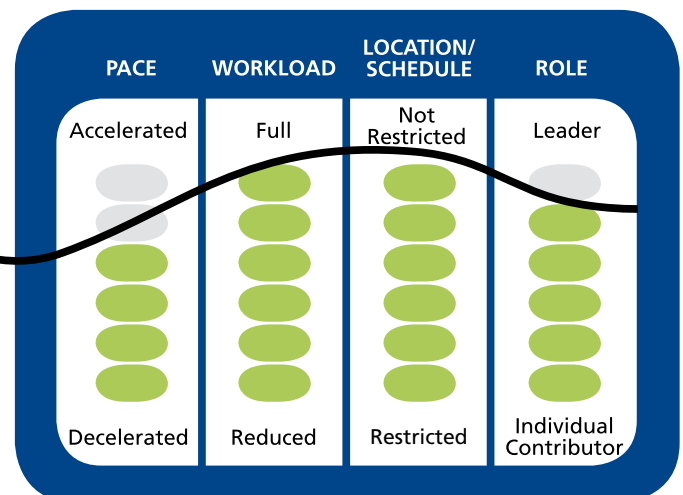 PACE
WORKLOAD
LOCATION/
SCHEDULE
ROLE
Accelerated
Full
Not
Restricted
Leader
Decelerated
Reduced
Restricted
Individual
Contributor